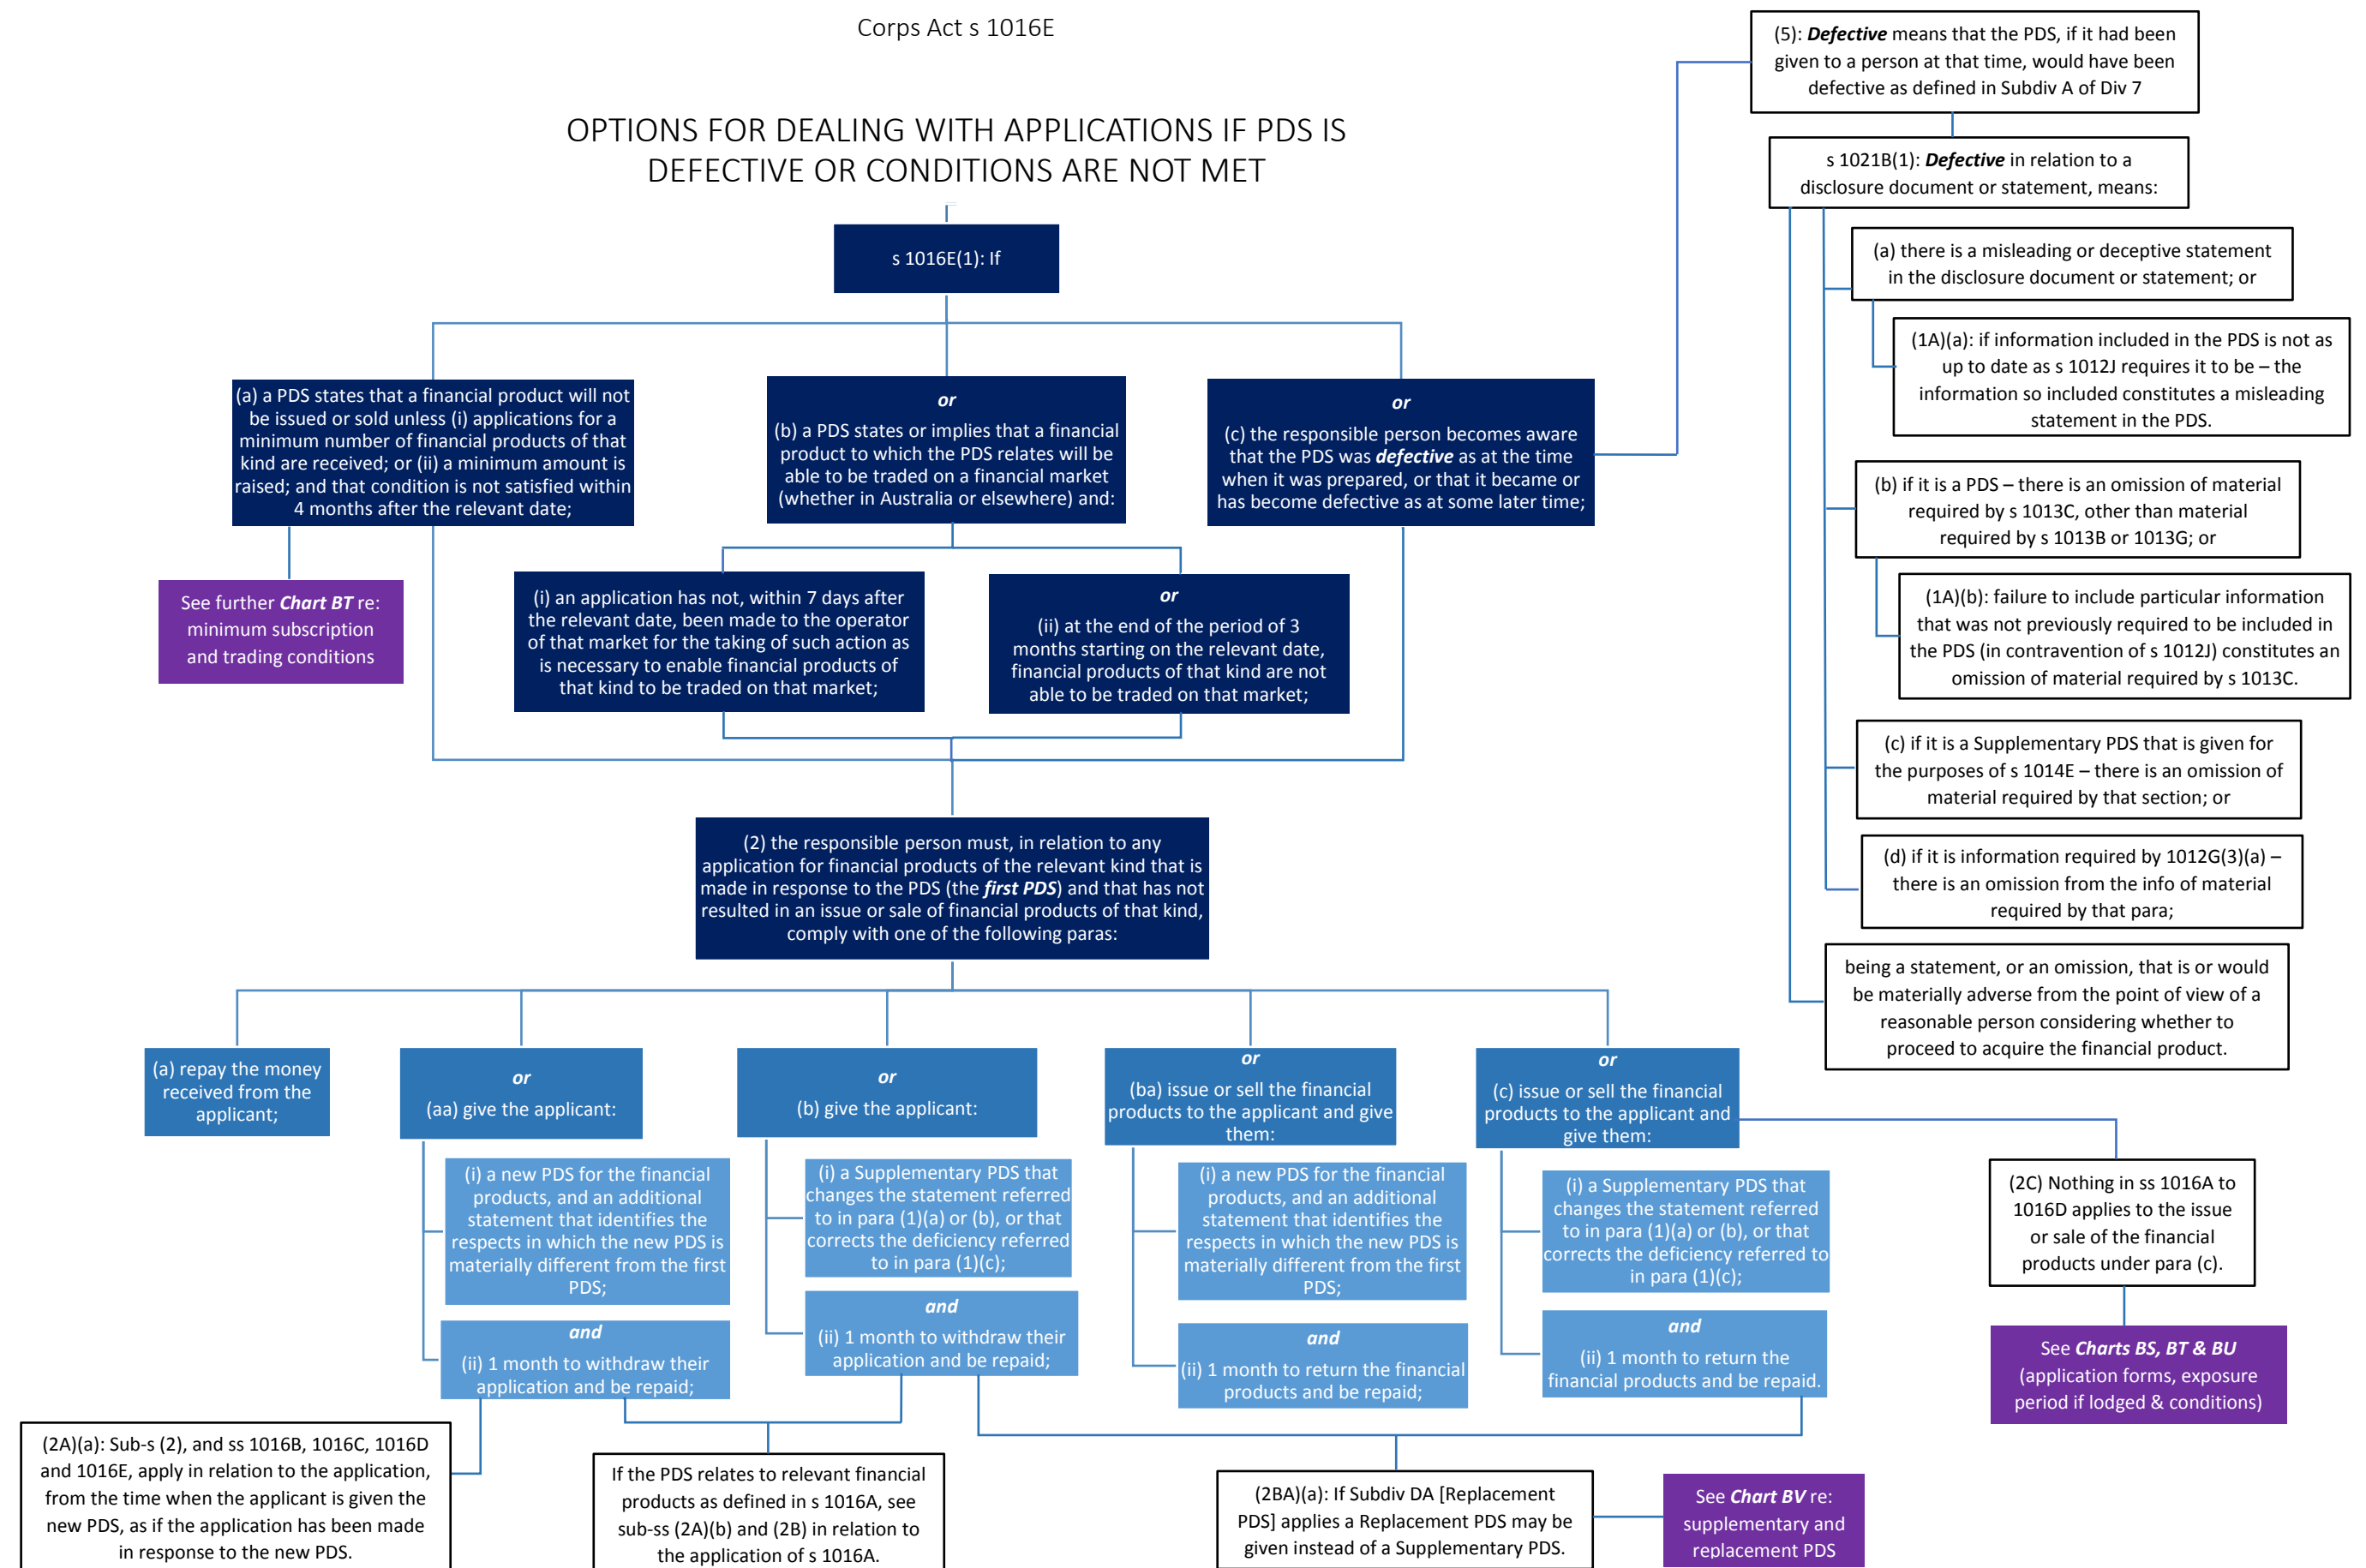 Corps Act s 1016E
OPTIONS FOR DEALING WITH APPLICATIONS IF PDS IS
DEFECTIVE OR CONDITIONS ARE NOT MET
s 1016E(1): If
(a) a PDS states that a financial product will not
be issued or sold unless (i) applications for a
minimum number of financial products of that
kind are received; or (ii) a minimum amount is
raised; and that condition is not satisfied within
4 months after the relevant date;
See further Chart BT re:
minimum subscription
and trading conditions
or
(b) a PDS states or implies that a financial
product to which the PDS relates will be
able to be traded on a financial market
(whether in Australia or elsewhere) and:
(i) an application has not, within 7 days after
the relevant date, been made to the operator
of that market for the taking of such action as
is necessary to enable financial products of
that kind to be traded on that market;
or
(ii) at the end of the period of 3
months starting on the relevant date,
financial products of that kind are not
able to be traded on that market;
or
(c) the responsible person becomes aware
that the PDS was defective as at the time
when it was prepared, or that it became or
has become defective as at some later time;
(5): Defective means that the PDS, if it had been
given to a person at that time, would have been
defective as defined in Subdiv A of Div 7
s 1021B(1): Defective in relation to a
disclosure document or statement, means:
(a) there is a misleading or deceptive statement
in the disclosure document or statement; or
(1A)(a): if information included in the PDS is not as
up to date as s 1012J requires it to be – the
information so included constitutes a misleading
statement in the PDS.
(b) if it is a PDS – there is an omission of material
required by s 1013C, other than material
required by s 1013B or 1013G; or
(1A)(b): failure to include particular information
that was not previously required to be included in
the PDS (in contravention of s 1012J) constitutes an
omission of material required by s 1013C.
(c) if it is a Supplementary PDS that is given for
the purposes of s 1014E – there is an omission of
material required by that section; or
(d) if it is information required by 1012G(3)(a) –
there is an omission from the info of material
required by that para;
being a statement, or an omission, that is or would
be materially adverse from the point of view of a
reasonable person considering whether to
proceed to acquire the financial product.
(2) the responsible person must, in relation to any
application for financial products of the relevant kind that is
made in response to the PDS (the first PDS) and that has not
resulted in an issue or sale of financial products of that kind,
comply with one of the following paras:
(a) repay the money
received from the
applicant;
or
(aa) give the applicant:
(i) a new PDS for the financial
products, and an additional
statement that identifies the
respects in which the new PDS is
materially different from the first
PDS;
and
(ii) 1 month to withdraw their
application and be repaid;
or
(b) give the applicant:
(i) a Supplementary PDS that
changes the statement referred
to in para (1)(a) or (b), or that
corrects the deficiency referred
to in para (1)(c);
and
(ii) 1 month to withdraw their
application and be repaid;
or
(ba) issue or sell the financial
products to the applicant and give
them:
(i) a new PDS for the financial
products, and an additional
statement that identifies the
respects in which the new PDS is
materially different from the first
PDS;
and
(ii) 1 month to return the financial
products and be repaid;
or
(c) issue or sell the financial
products to the applicant and
give them:
(i) a Supplementary PDS that
changes the statement referred
to in para (1)(a) or (b), or that
corrects the deficiency referred to
in para (1)(c);
and
(ii) 1 month to return the
financial products and be repaid.
(2C) Nothing in ss 1016A to
1016D applies to the issue
or sale of the financial
products under para (c).
See Charts BS, BT & BU
(application forms, exposure
period if lodged & conditions)
(2A)(a): Sub-s (2), and ss 1016B, 1016C, 1016D
and 1016E, apply in relation to the application,
from the time when the applicant is given the
new PDS, as if the application has been made
in response to the new PDS.
If the PDS relates to relevant financial
products as defined in s 1016A, see
sub-ss (2A)(b) and (2B) in relation to
the application of s 1016A.
(2BA)(a): If Subdiv DA [Replacement
PDS] applies a Replacement PDS may be
given instead of a Supplementary PDS.
See Chart BV re:
supplementary and
replacement PDS